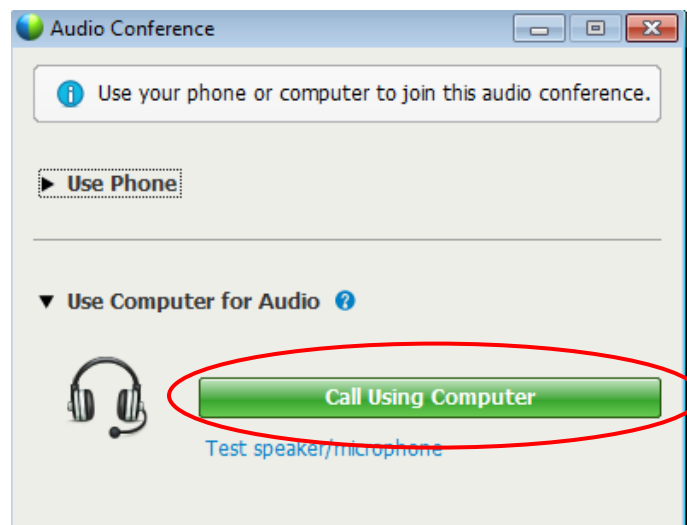 Audio Conference
Use your phone or computer to join this audio conference.
Use Phone
Use Computer for Audio
Call Using Computer
Test speaker/microphone